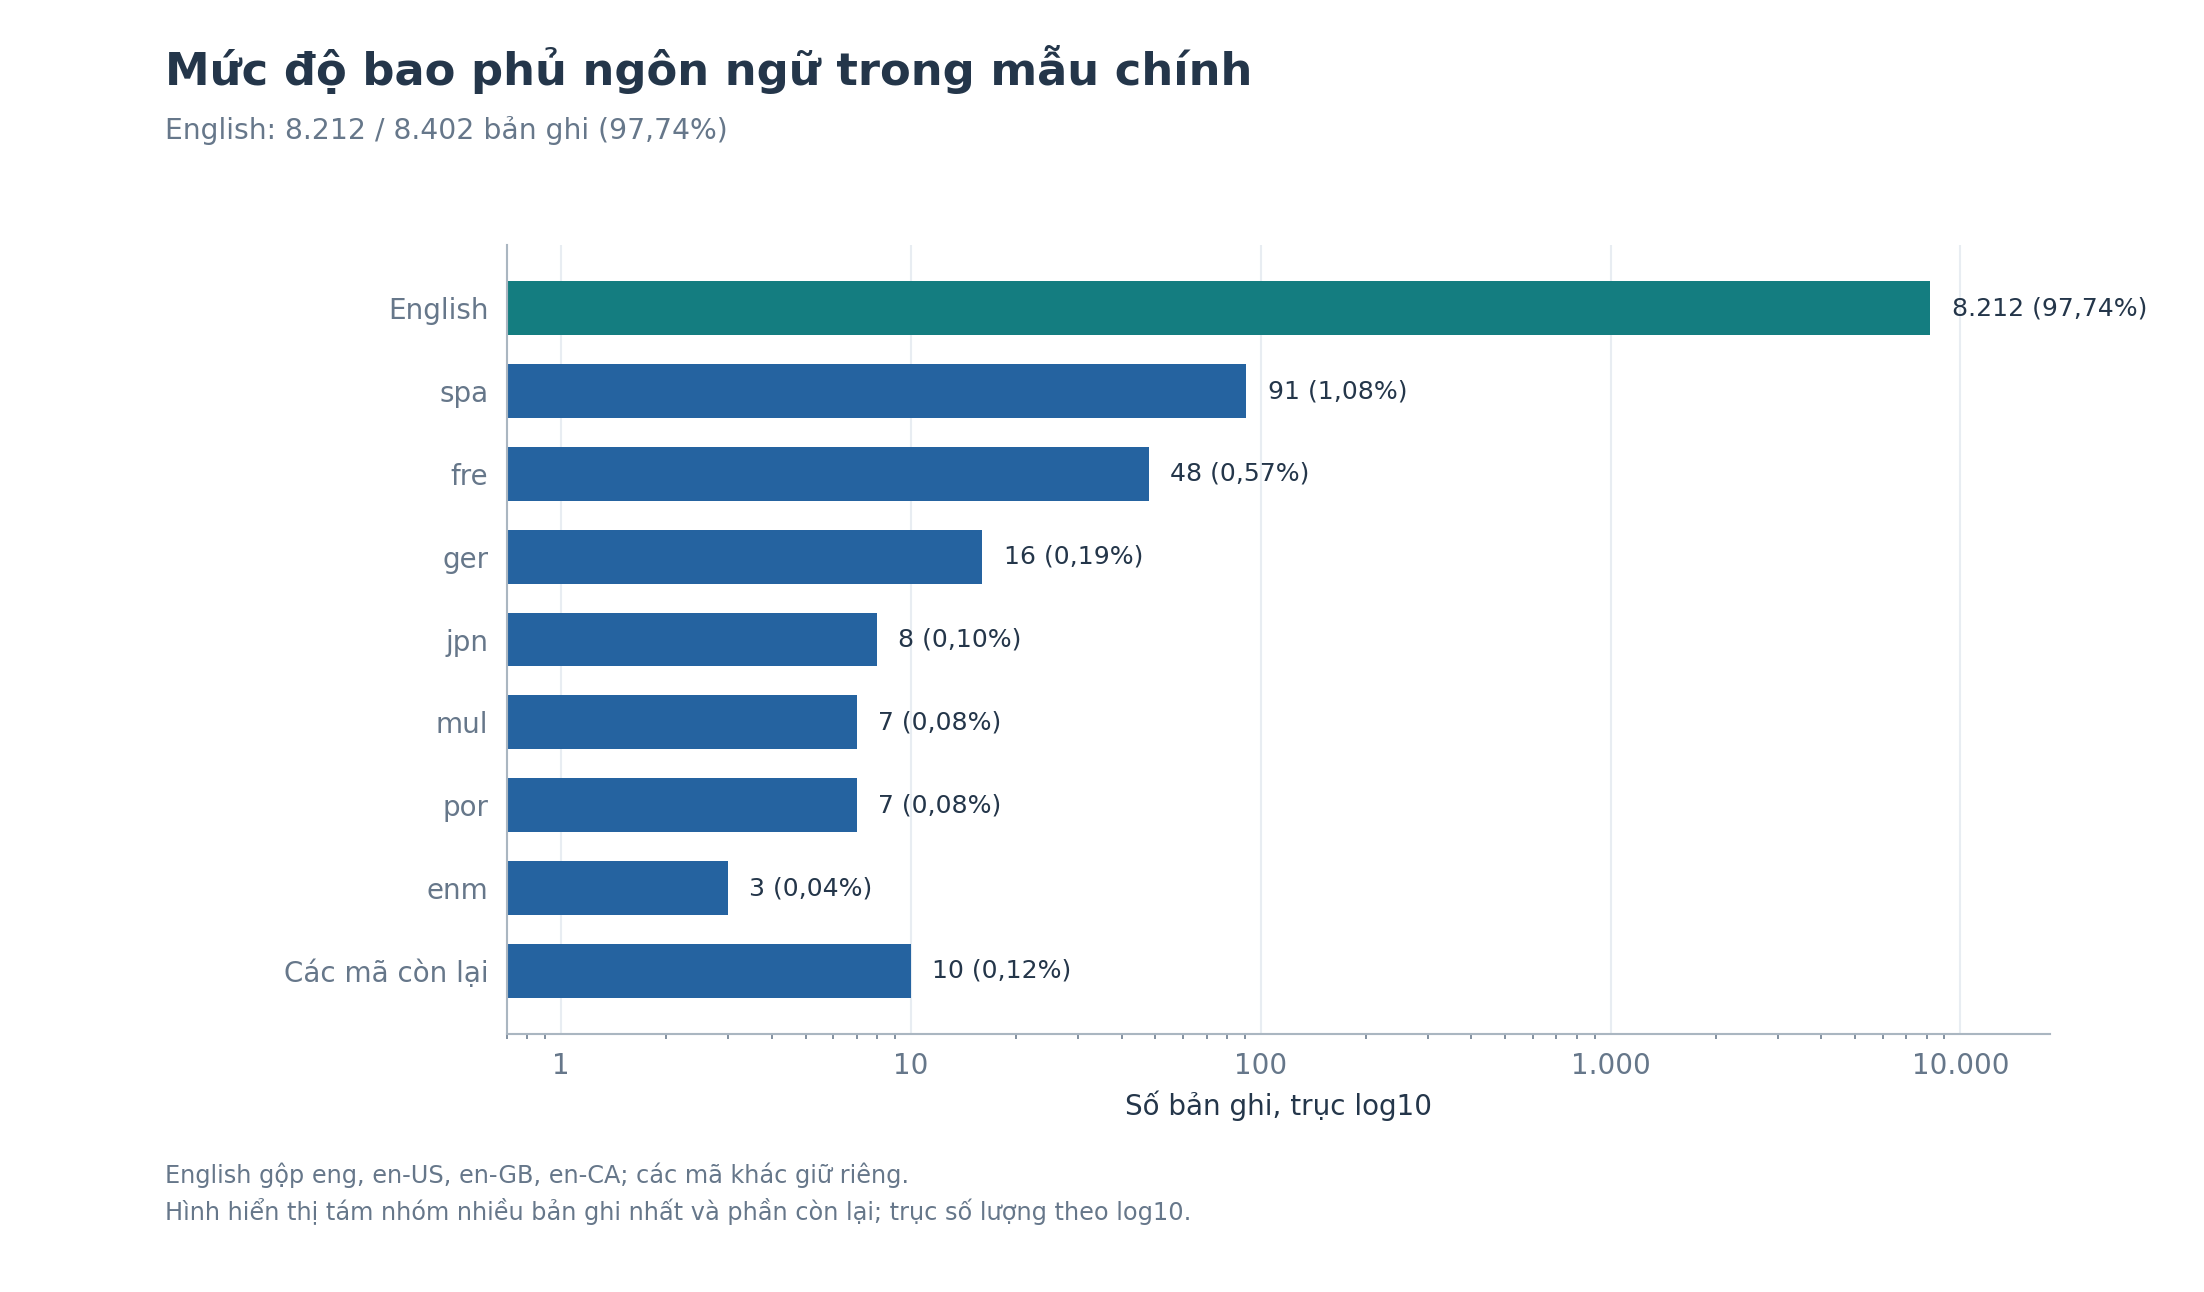 Mức độ bao phủ ngôn ngữ trong mẫu chính
English: 8.212 / 8.402 bản ghi (97,74%)
English 8.212 (97,74%)
spa 91 (1,08%)
fre 48 (0,57%)
ger 16 (0,19%)
jpn 8 (0,10%)
mul 7 (0,08%)
por 7 (0,08%)
enm 3 (0,04%)
Các mã còn lại 10 (0,12%)
1 10 100 1.000 10.000
Số bản ghi, trục log10
English gộp eng, en-US, en-GB, en-CA; các mã khác giữ riêng.
Hình hiển thị tám nhóm nhiều bản ghi nhất và phần còn lại; trục số lượng theo log10.